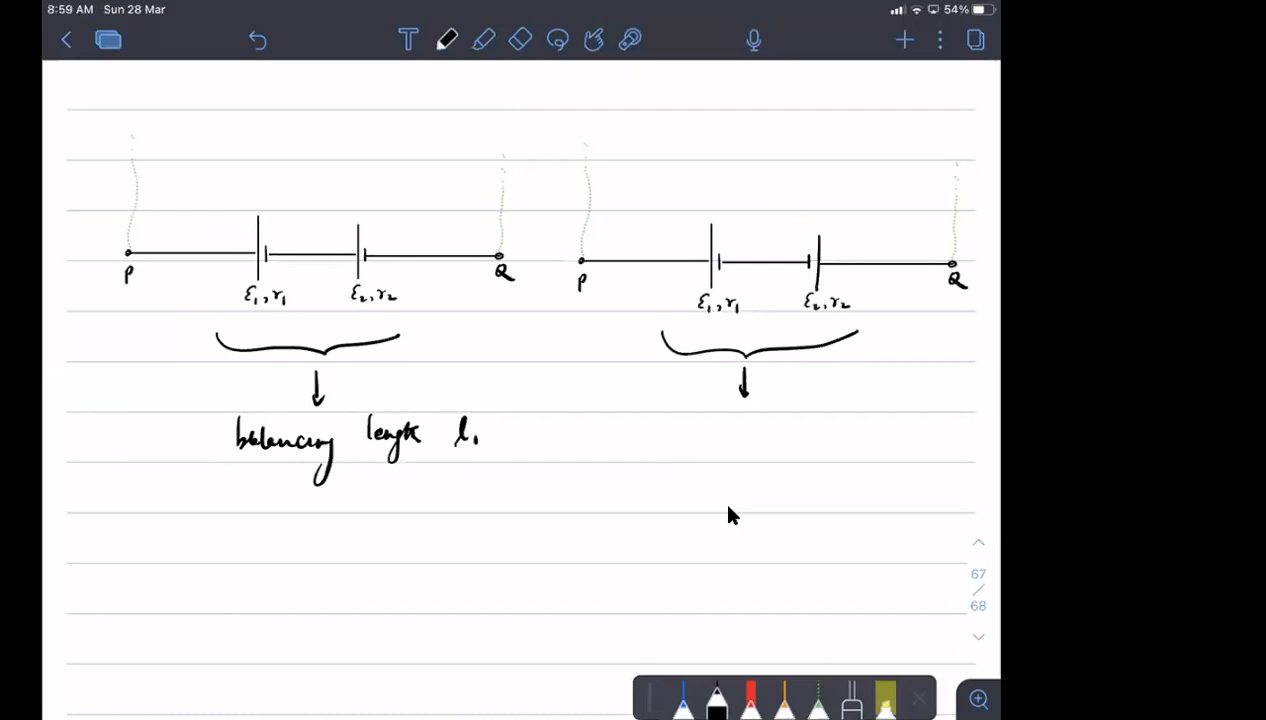 8:59 AM Sun 28 Mar 54%
T
P ε₁, r₁ ε₂, r₂ Q P ε₁, r₁ ε₂, r₂ Q
balancing length l₁
67
/
68